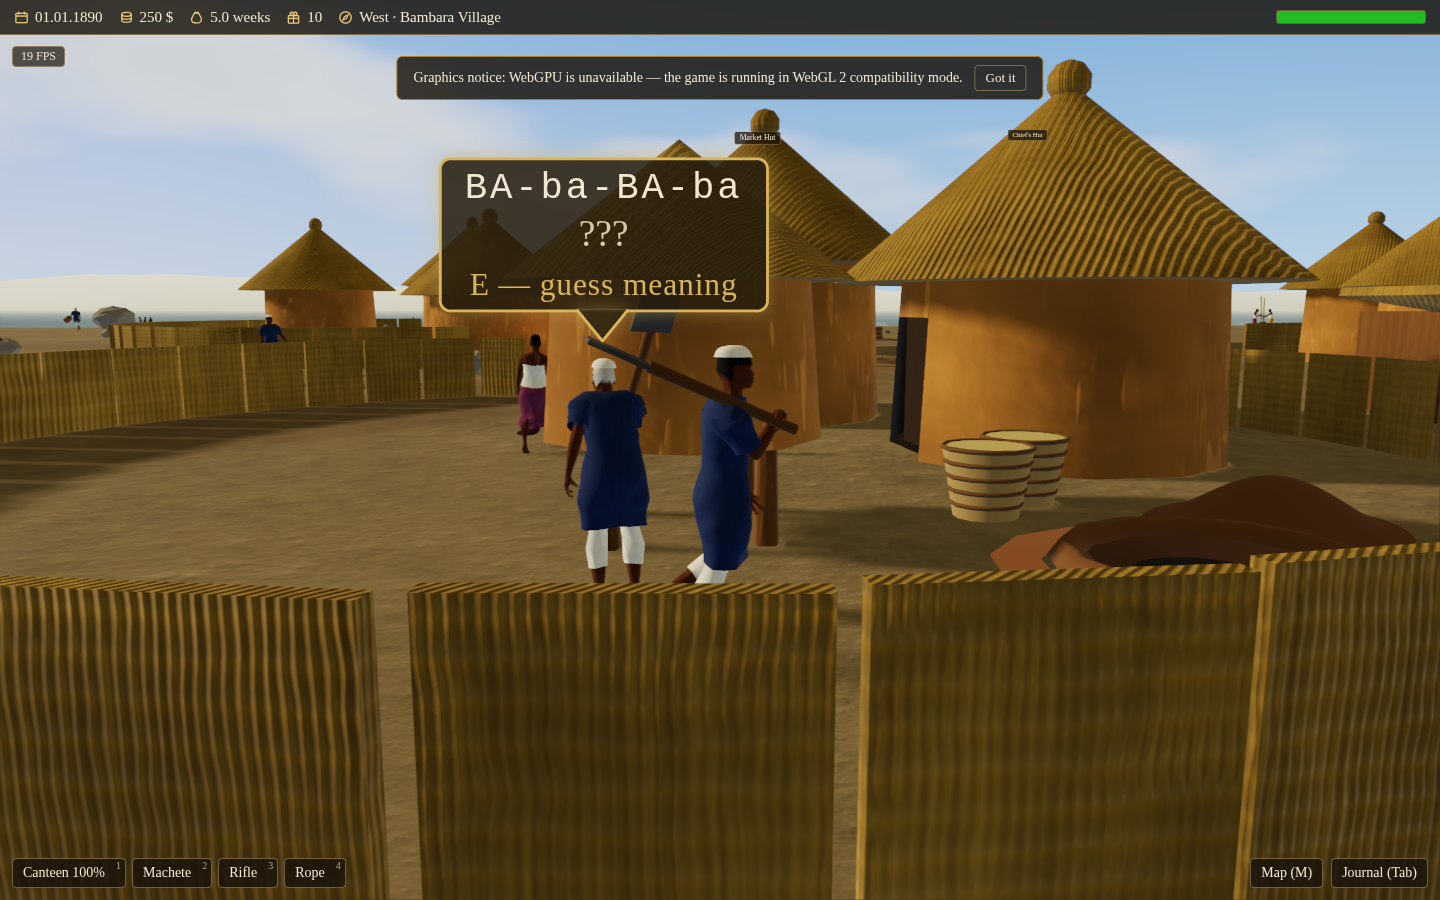 01.01.1890 250 $ 5.0 weeks 10 West · Bambara Village
19 FPS
Graphics notice: WebGPU is unavailable — the game is running in WebGL 2 compatibility mode. Got it
Market Hut
Chief's Hut
BA-ba-BA-ba
???
E — guess meaning
Canteen 100% 1 Machete 2 Rifle 3 Rope 4
Map (M) Journal (Tab)